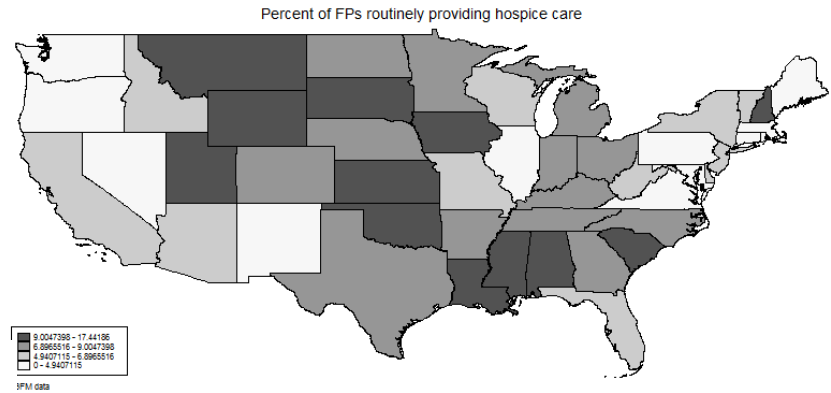 Percent of FPs routinely providing hospice care
9.0047398 - 17.44186
6.8965516 - 9.0047398
4.9407115 - 6.8965516
0 - 4.9407115
data